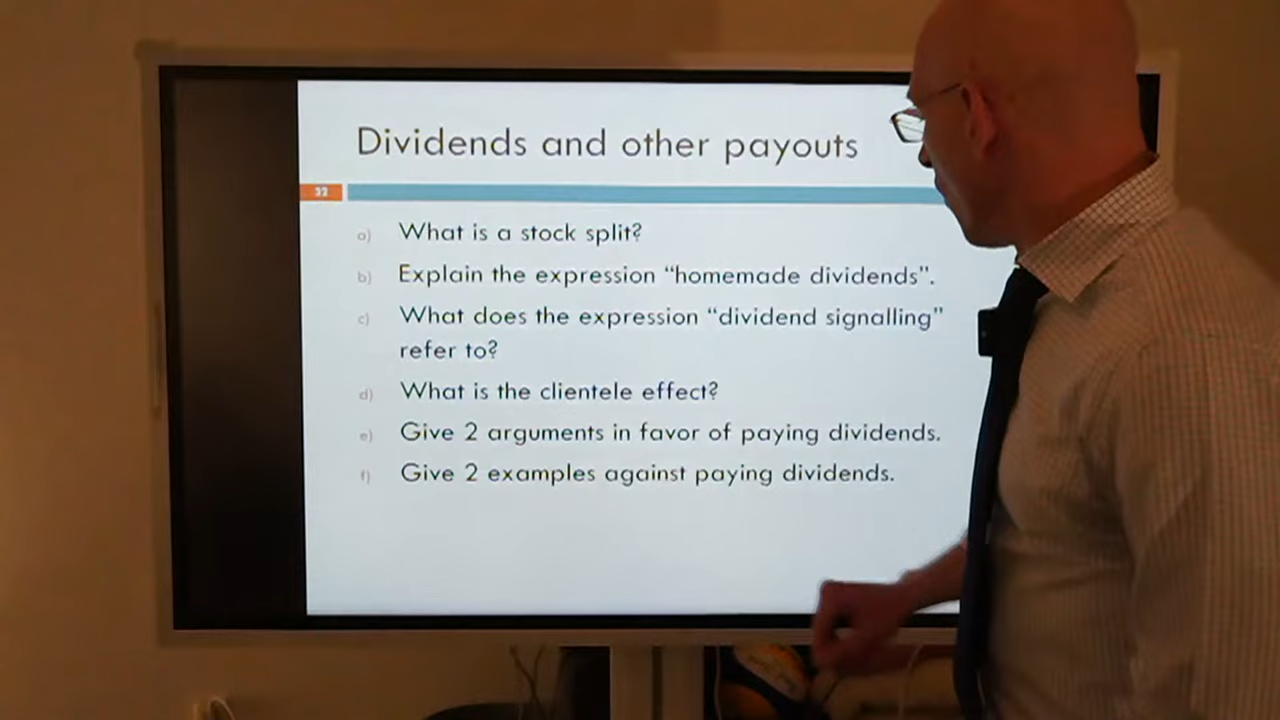 Dividends and other payouts
32
a) What is a stock split?
b) Explain the expression “homemade dividends”.
c) What does the expression “dividend signalling”
refer to?
d) What is the clientele effect?
e) Give 2 arguments in favor of paying dividends.
f) Give 2 examples against paying dividends.